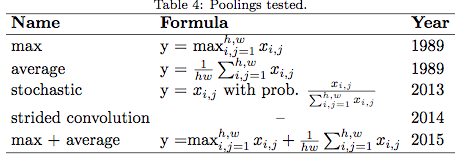 Table 4: Poolings tested.
Name Formula Year
max y = max_{i,j=1}^{h,w} x_{i,j} 1989
average y = \frac{1}{hw} \sum_{i,j=1}^{h,w} x_{i,j} 1989
stochastic y = x_{i,j} with prob. \frac{x_{i,j}}{\sum_{i,j=1}^{h,w} x_{i,j}} 2013
strided convolution – 2014
max + average y =max_{i,j=1}^{h,w} x_{i,j} + \frac{1}{hw} \sum_{i,j=1}^{h,w} x_{i,j} 2015